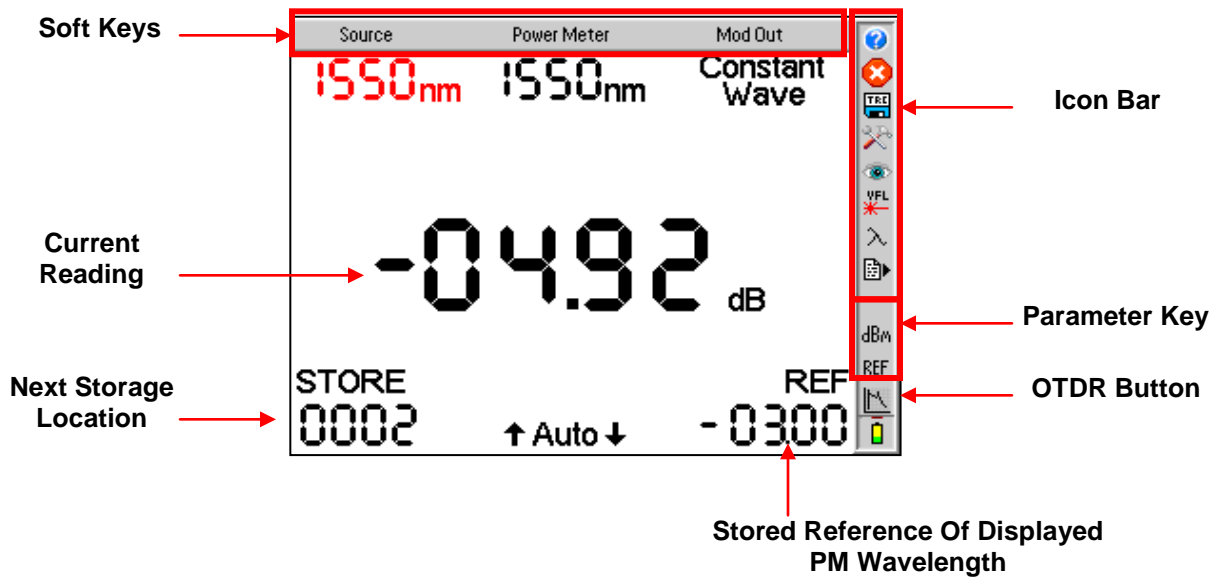 Soft Keys
Source Power Meter Mod Out
1550nm 1550nm Constant
Wave
TRC
Icon Bar
VFL
λ
Current
Reading
-04.92 dB
Parameter Key
dBm
REF
OTDR Button
Next Storage
Location
STORE REF
0002 ↑ Auto ↓ -03.00
Stored Reference Of Displayed
PM Wavelength